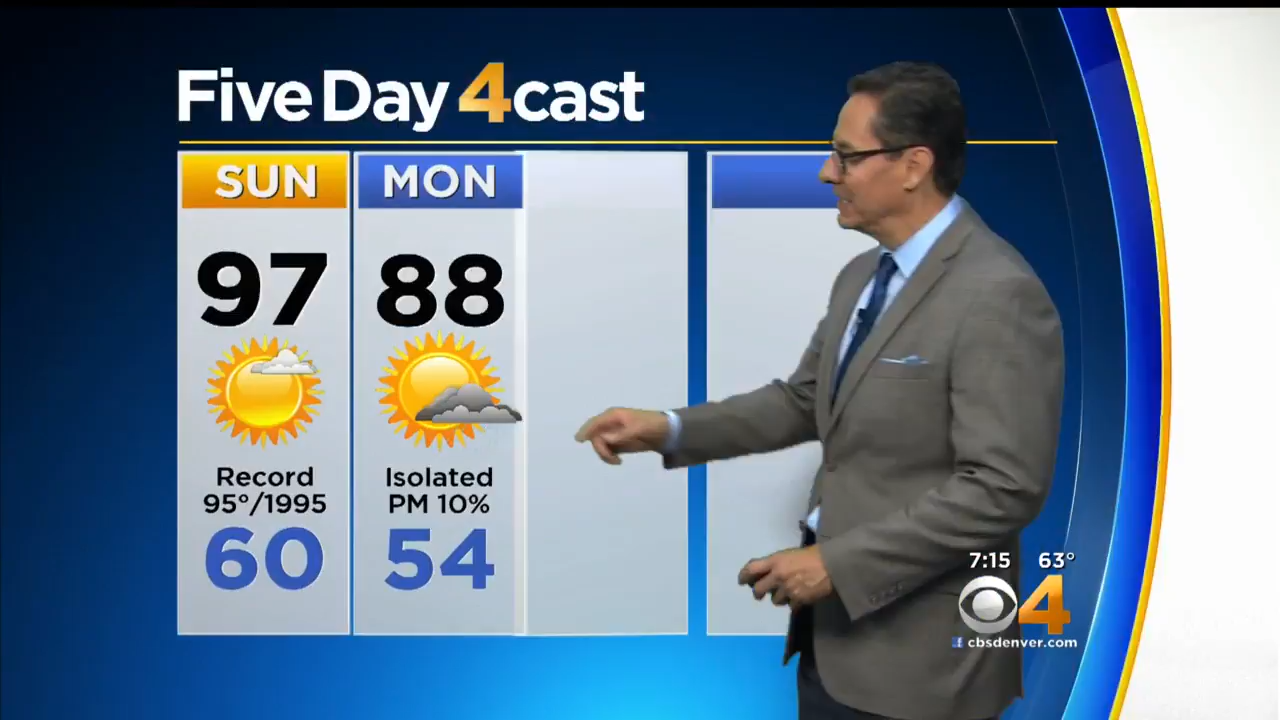 Five Day 4cast
SUN
97
Record
95°/1995
60
MON
88
Isolated
PM 10%
54
7:15 63°
4
f cbsdenver.com